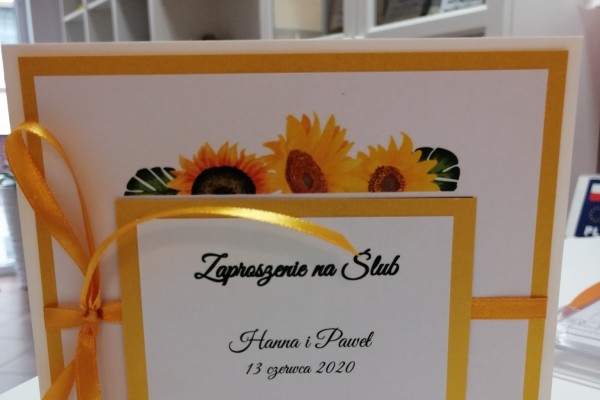 Zaproszenie na Ślub
Hanna i Paweł
13 czerwca 2020